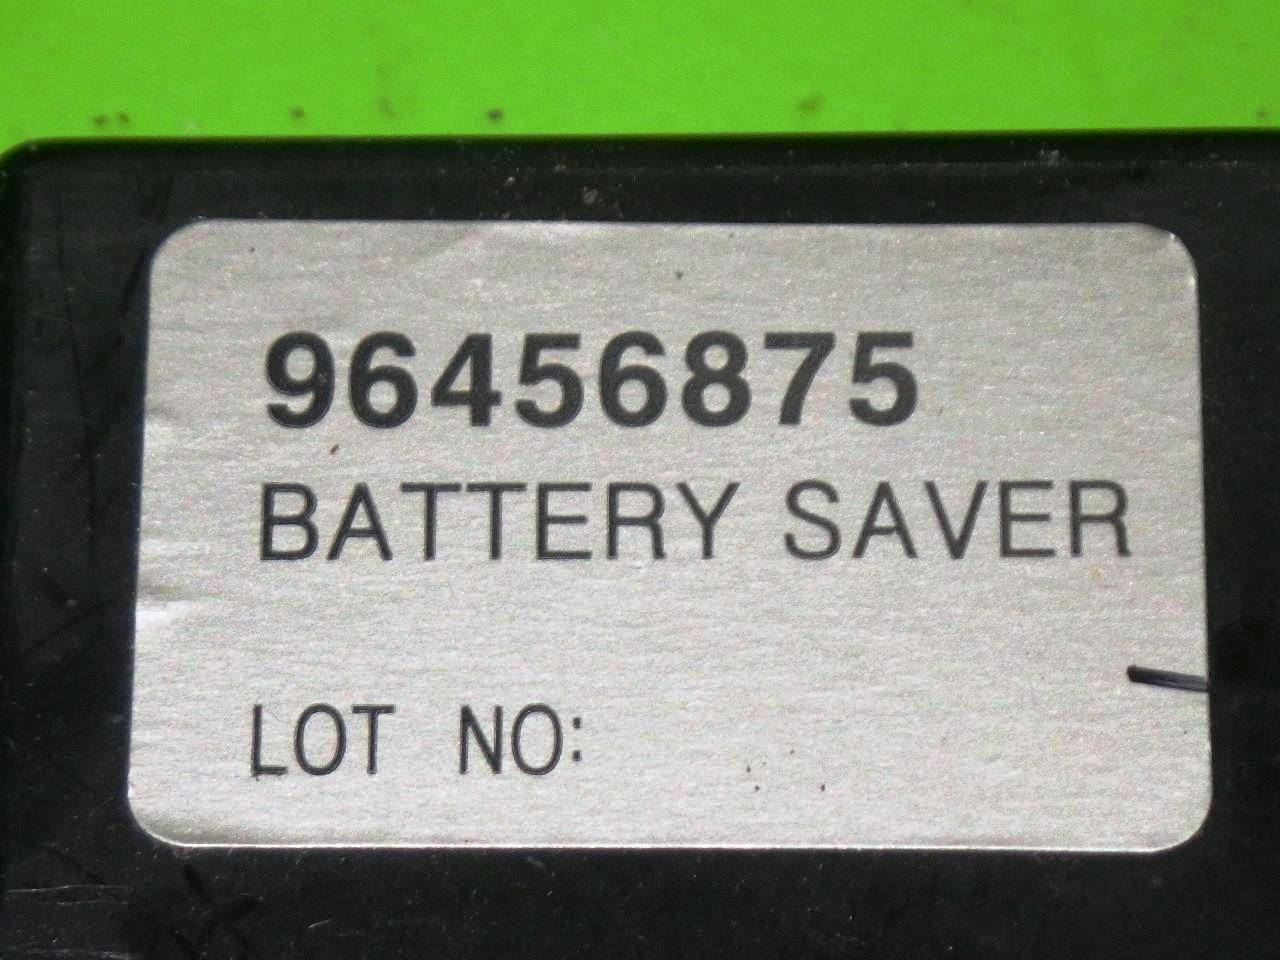 96456875
BATTERY SAVER
LOT NO: